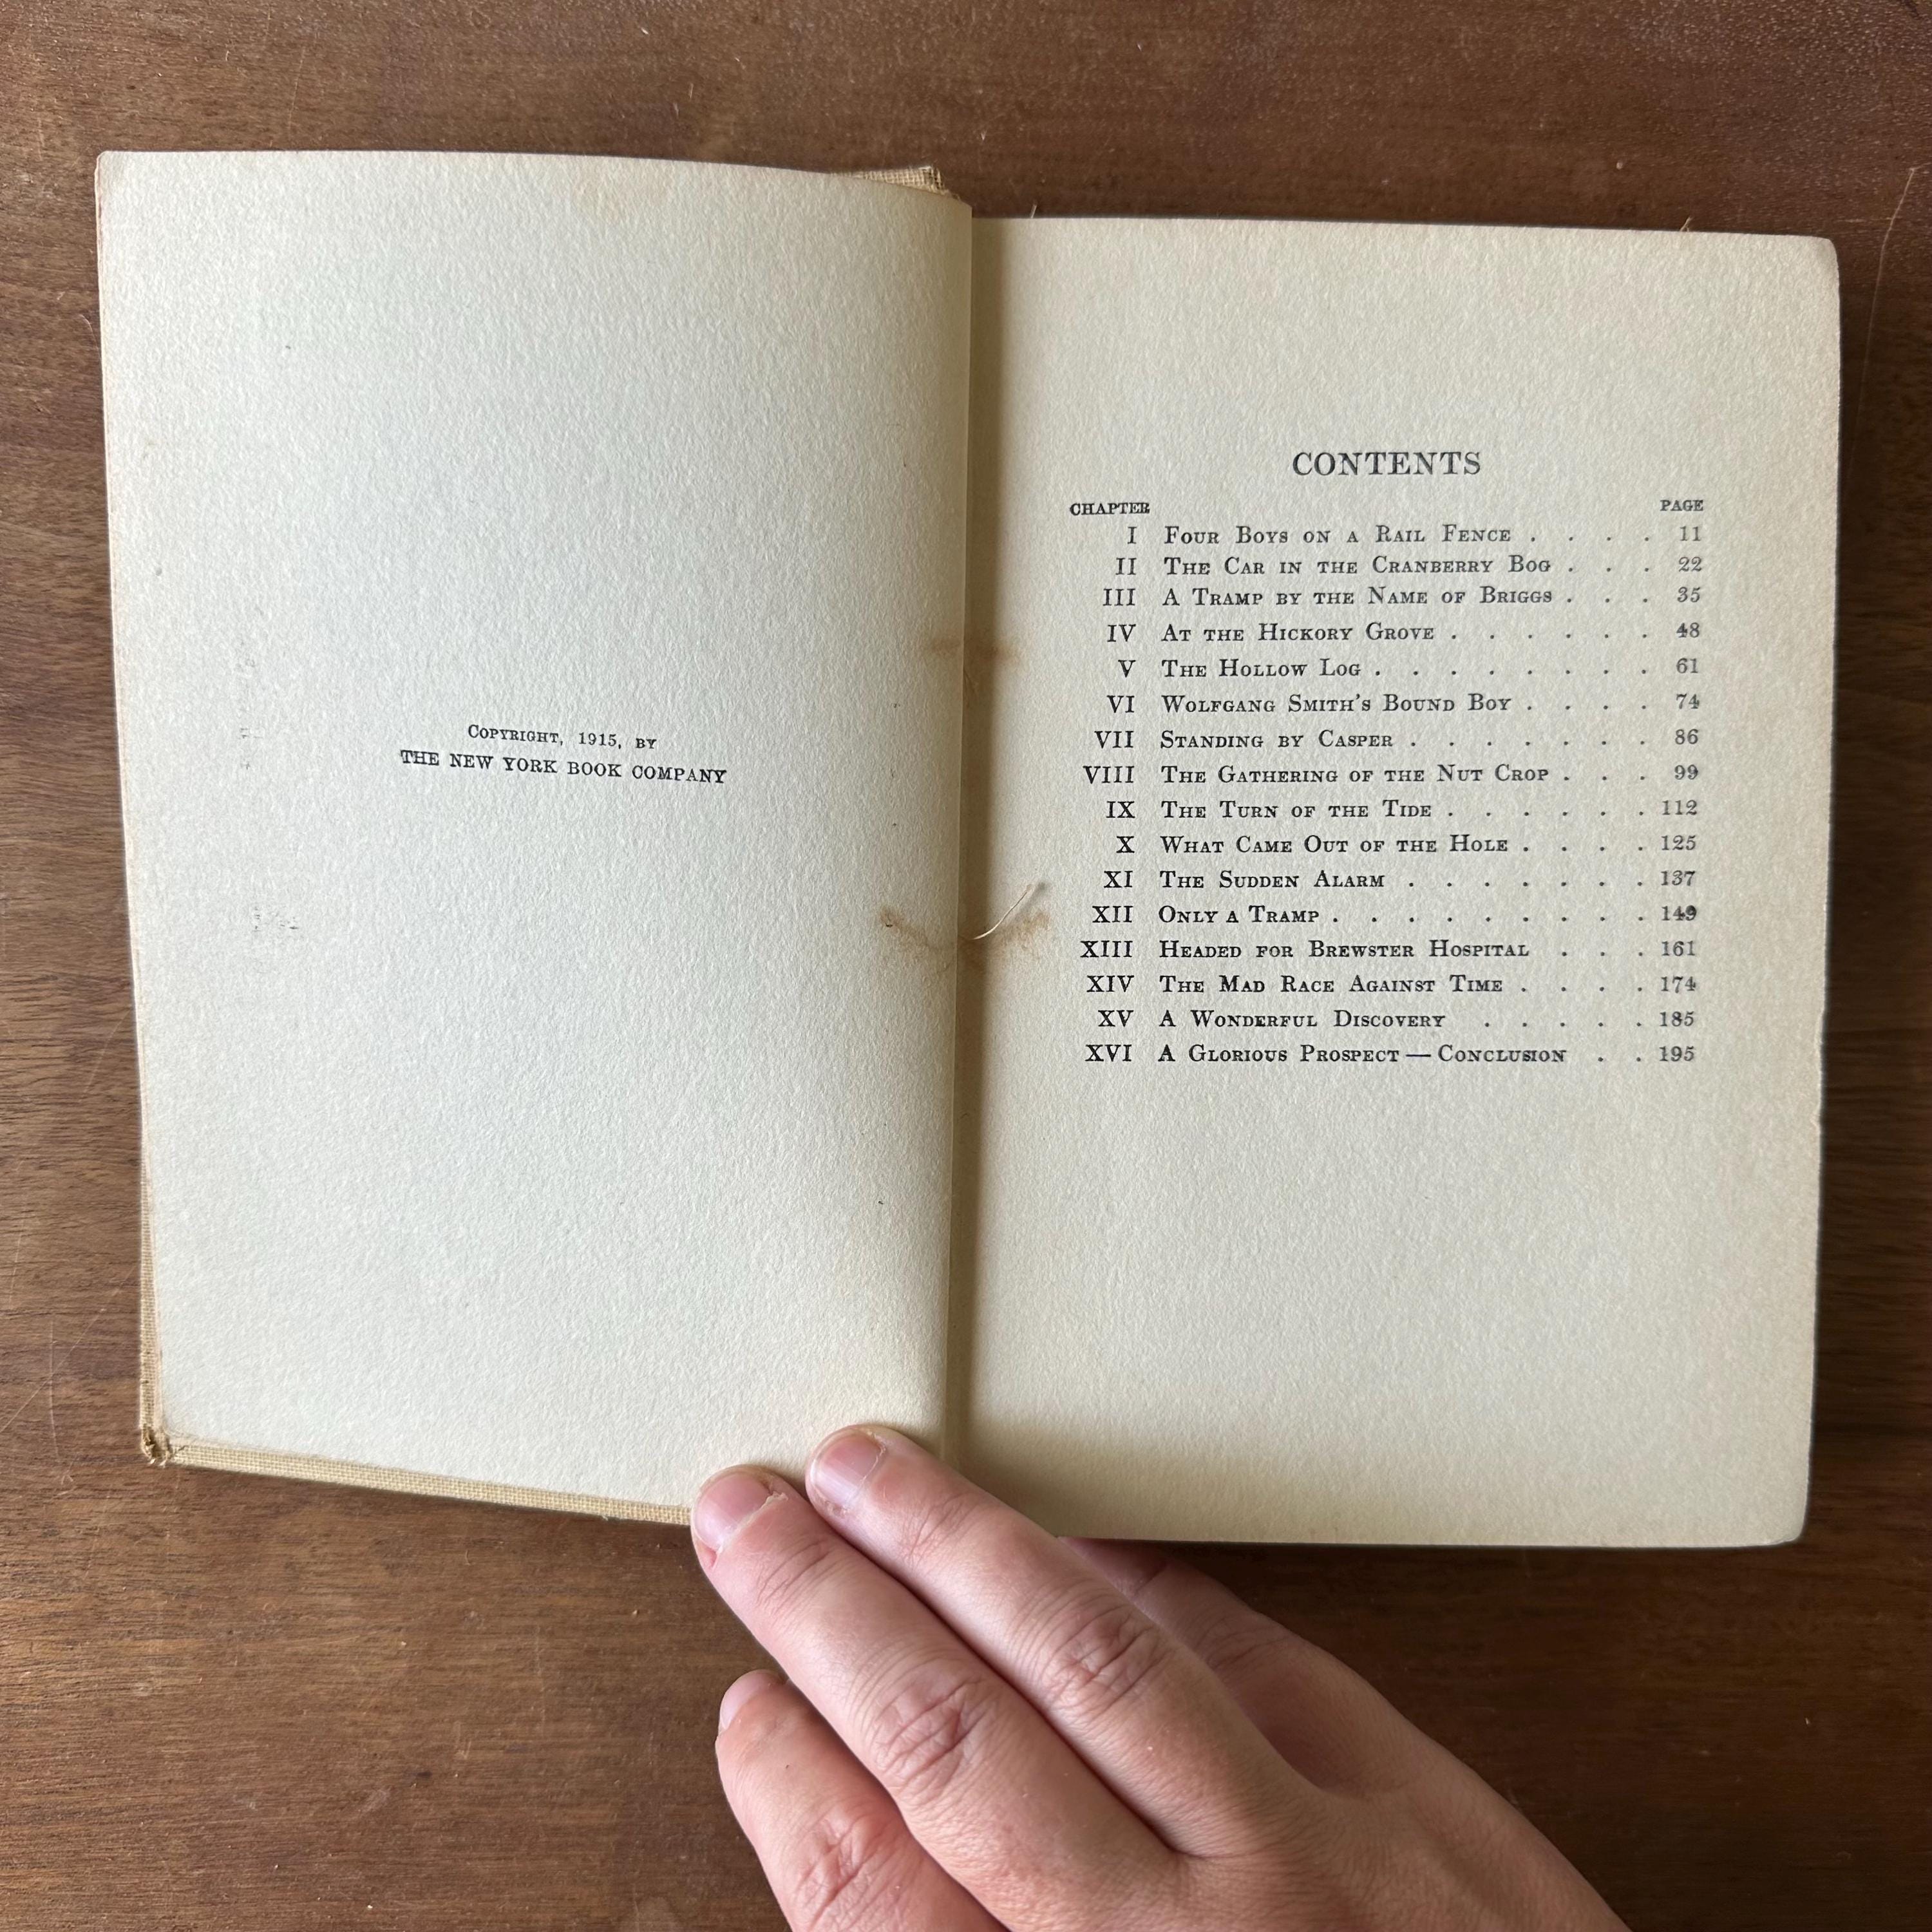 Copyright, 1915, by
THE NEW YORK BOOK COMPANY
CONTENTS
CHAPTER PAGE
I Four Boys on a Rail Fence . . . . 11
II The Car in the Cranberry Bog . . . 22
III A Tramp by the Name of Briggs . . . 35
IV At the Hickory Grove . . . . . . 48
V The Hollow Log . . . . . . . . 61
VI Wolfgang Smith's Bound Boy . . . . 74
VII Standing by Casper . . . . . . . 86
VIII The Gathering of the Nut Crop . . . 99
IX The Turn of the Tide . . . . . . 112
X What Came Out of the Hole . . . . 125
XI The Sudden Alarm . . . . . . . 137
XII Only a Tramp . . . . . . . . . 149
XIII Headed for Brewster Hospital . . . 161
XIV The Mad Race Against Time . . . . 174
XV A Wonderful Discovery . . . . . 185
XVI A Glorious Prospect — Conclusion . . 195